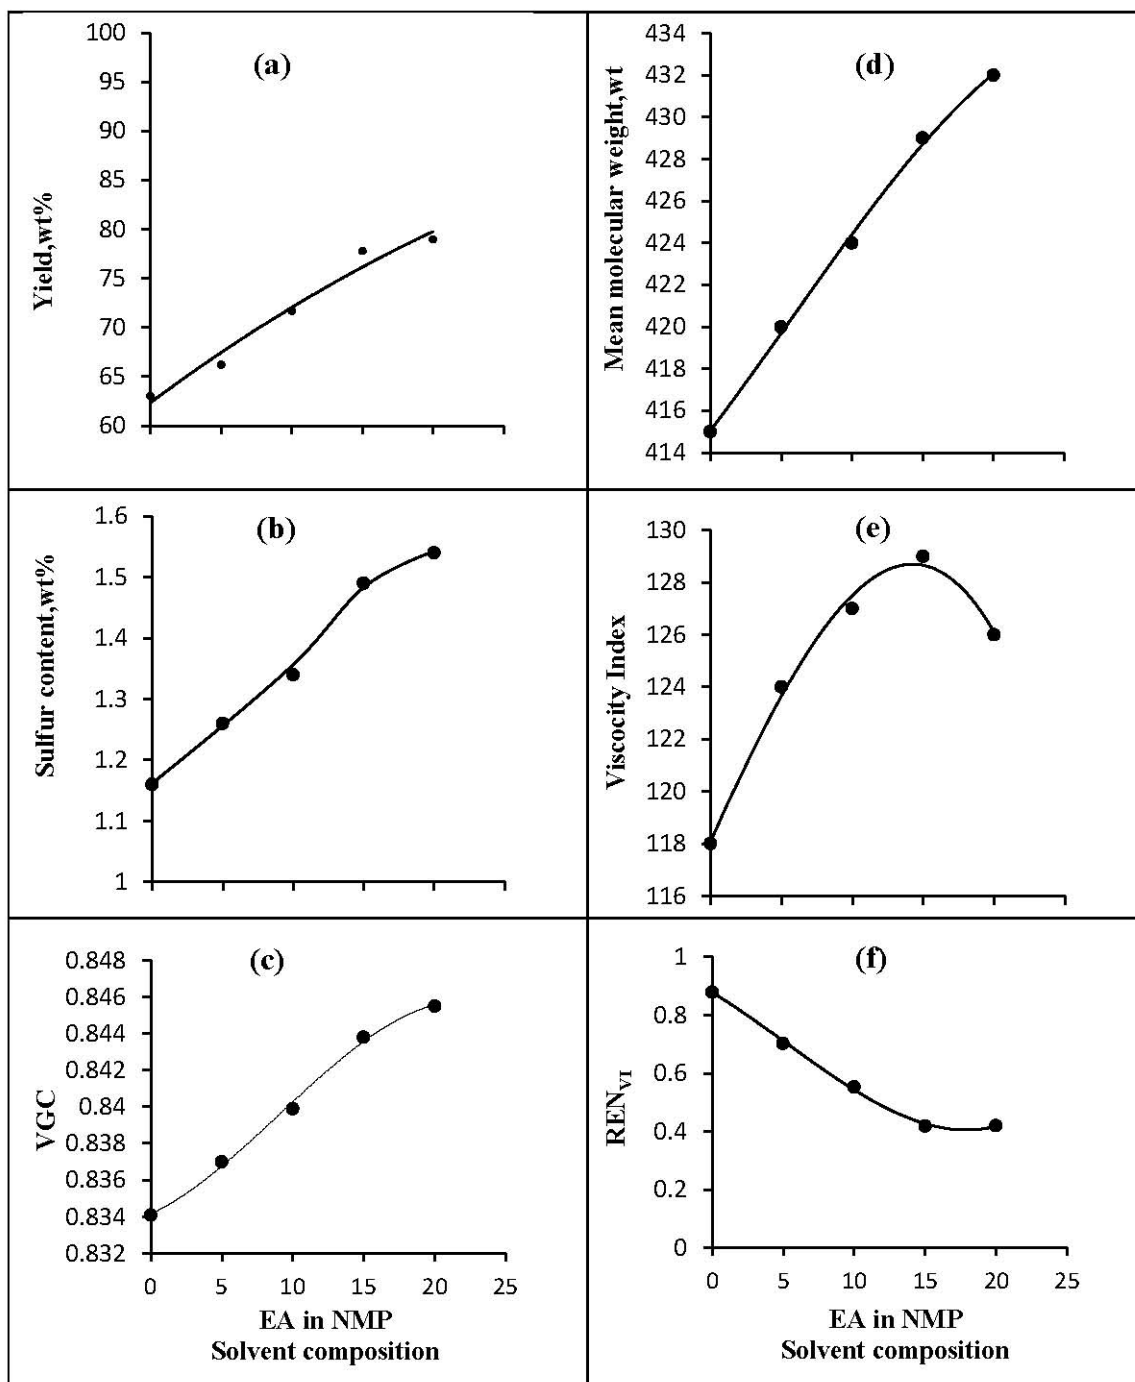 (a)
Yield,wt%
100
95
90
85
80
75
70
65
60
(d)
Mean molecular weight,wt
434
432
430
428
426
424
422
420
418
416
414
(b)
Sulfur content,wt%
1.6
1.5
1.4
1.3
1.2
1.1
1
(e)
Viscocity Index
130
128
126
124
122
120
118
116
(c)
VGC
0.848
0.846
0.844
0.842
0.84
0.838
0.836
0.834
0.832
0 5 10 15 20 25
EA in NMP
Solvent composition
(f)
REN_VI
1
0.8
0.6
0.4
0.2
0
0 5 10 15 20 25
EA in NMP
Solvent composition